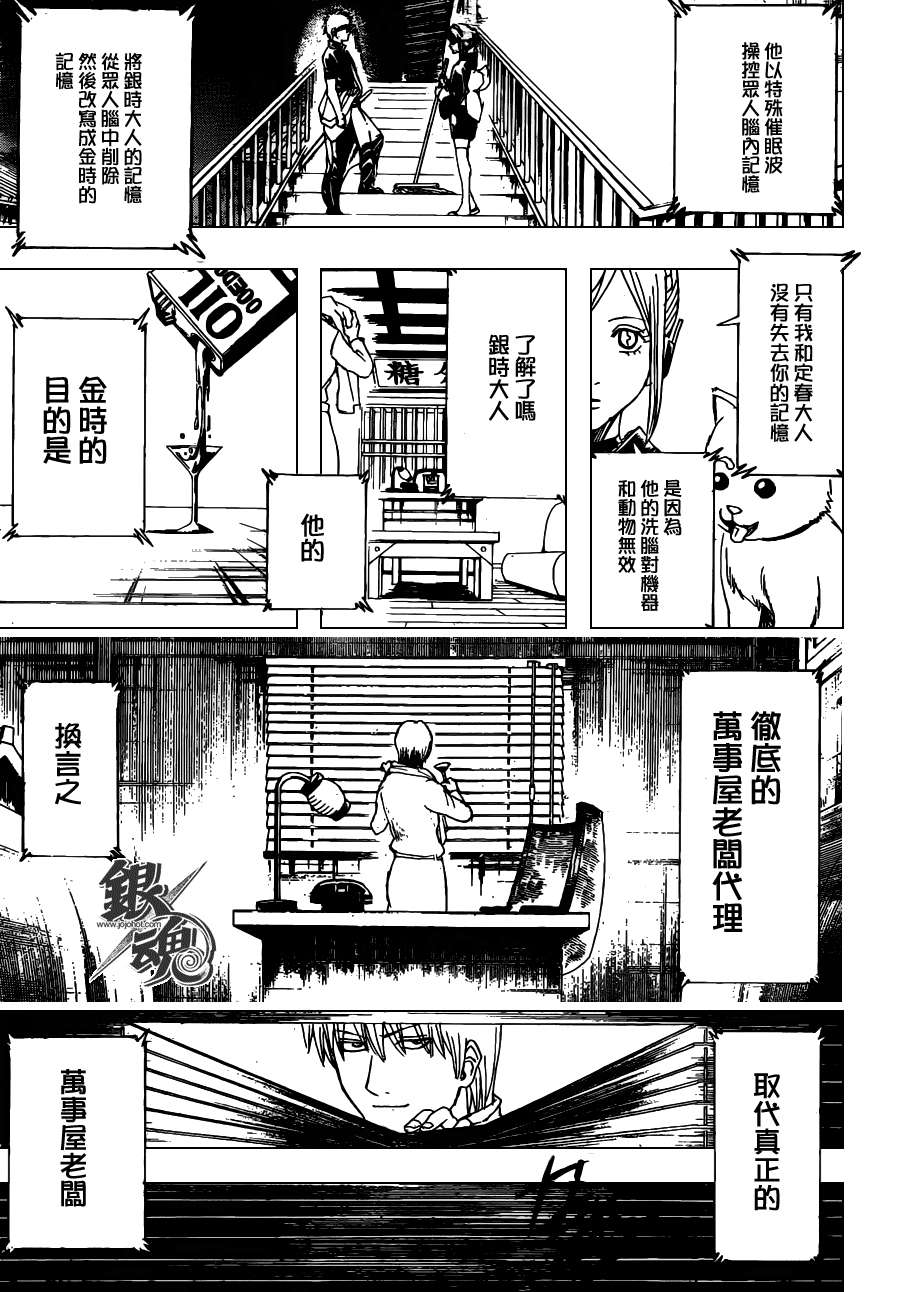 他以特殊催眠波
操控眾人腦內記憶
將銀時大人的記憶
從眾人腦中削除
然後改寫成金時的
記憶
只有我和定春大人
沒有失去你的記憶
是因為
他的洗腦對機器
和動物無效
了解了嗎
銀時大人
糖
他的
OOEDO
OIL
金時的
目的是
徹底的
萬事屋老闆代理
換言之
銀魂
www.jojohot.com
取代真正的
萬事屋老闆